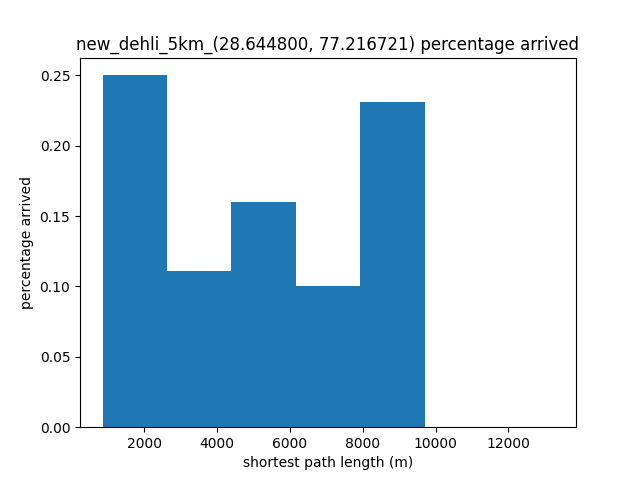 new_dehli_5km_(28.644800, 77.216721) percentage arrived
0.25
0.20
0.15
0.10
0.05
0.00
percentage arrived
2000 4000 6000 8000 10000 12000
shortest path length (m)